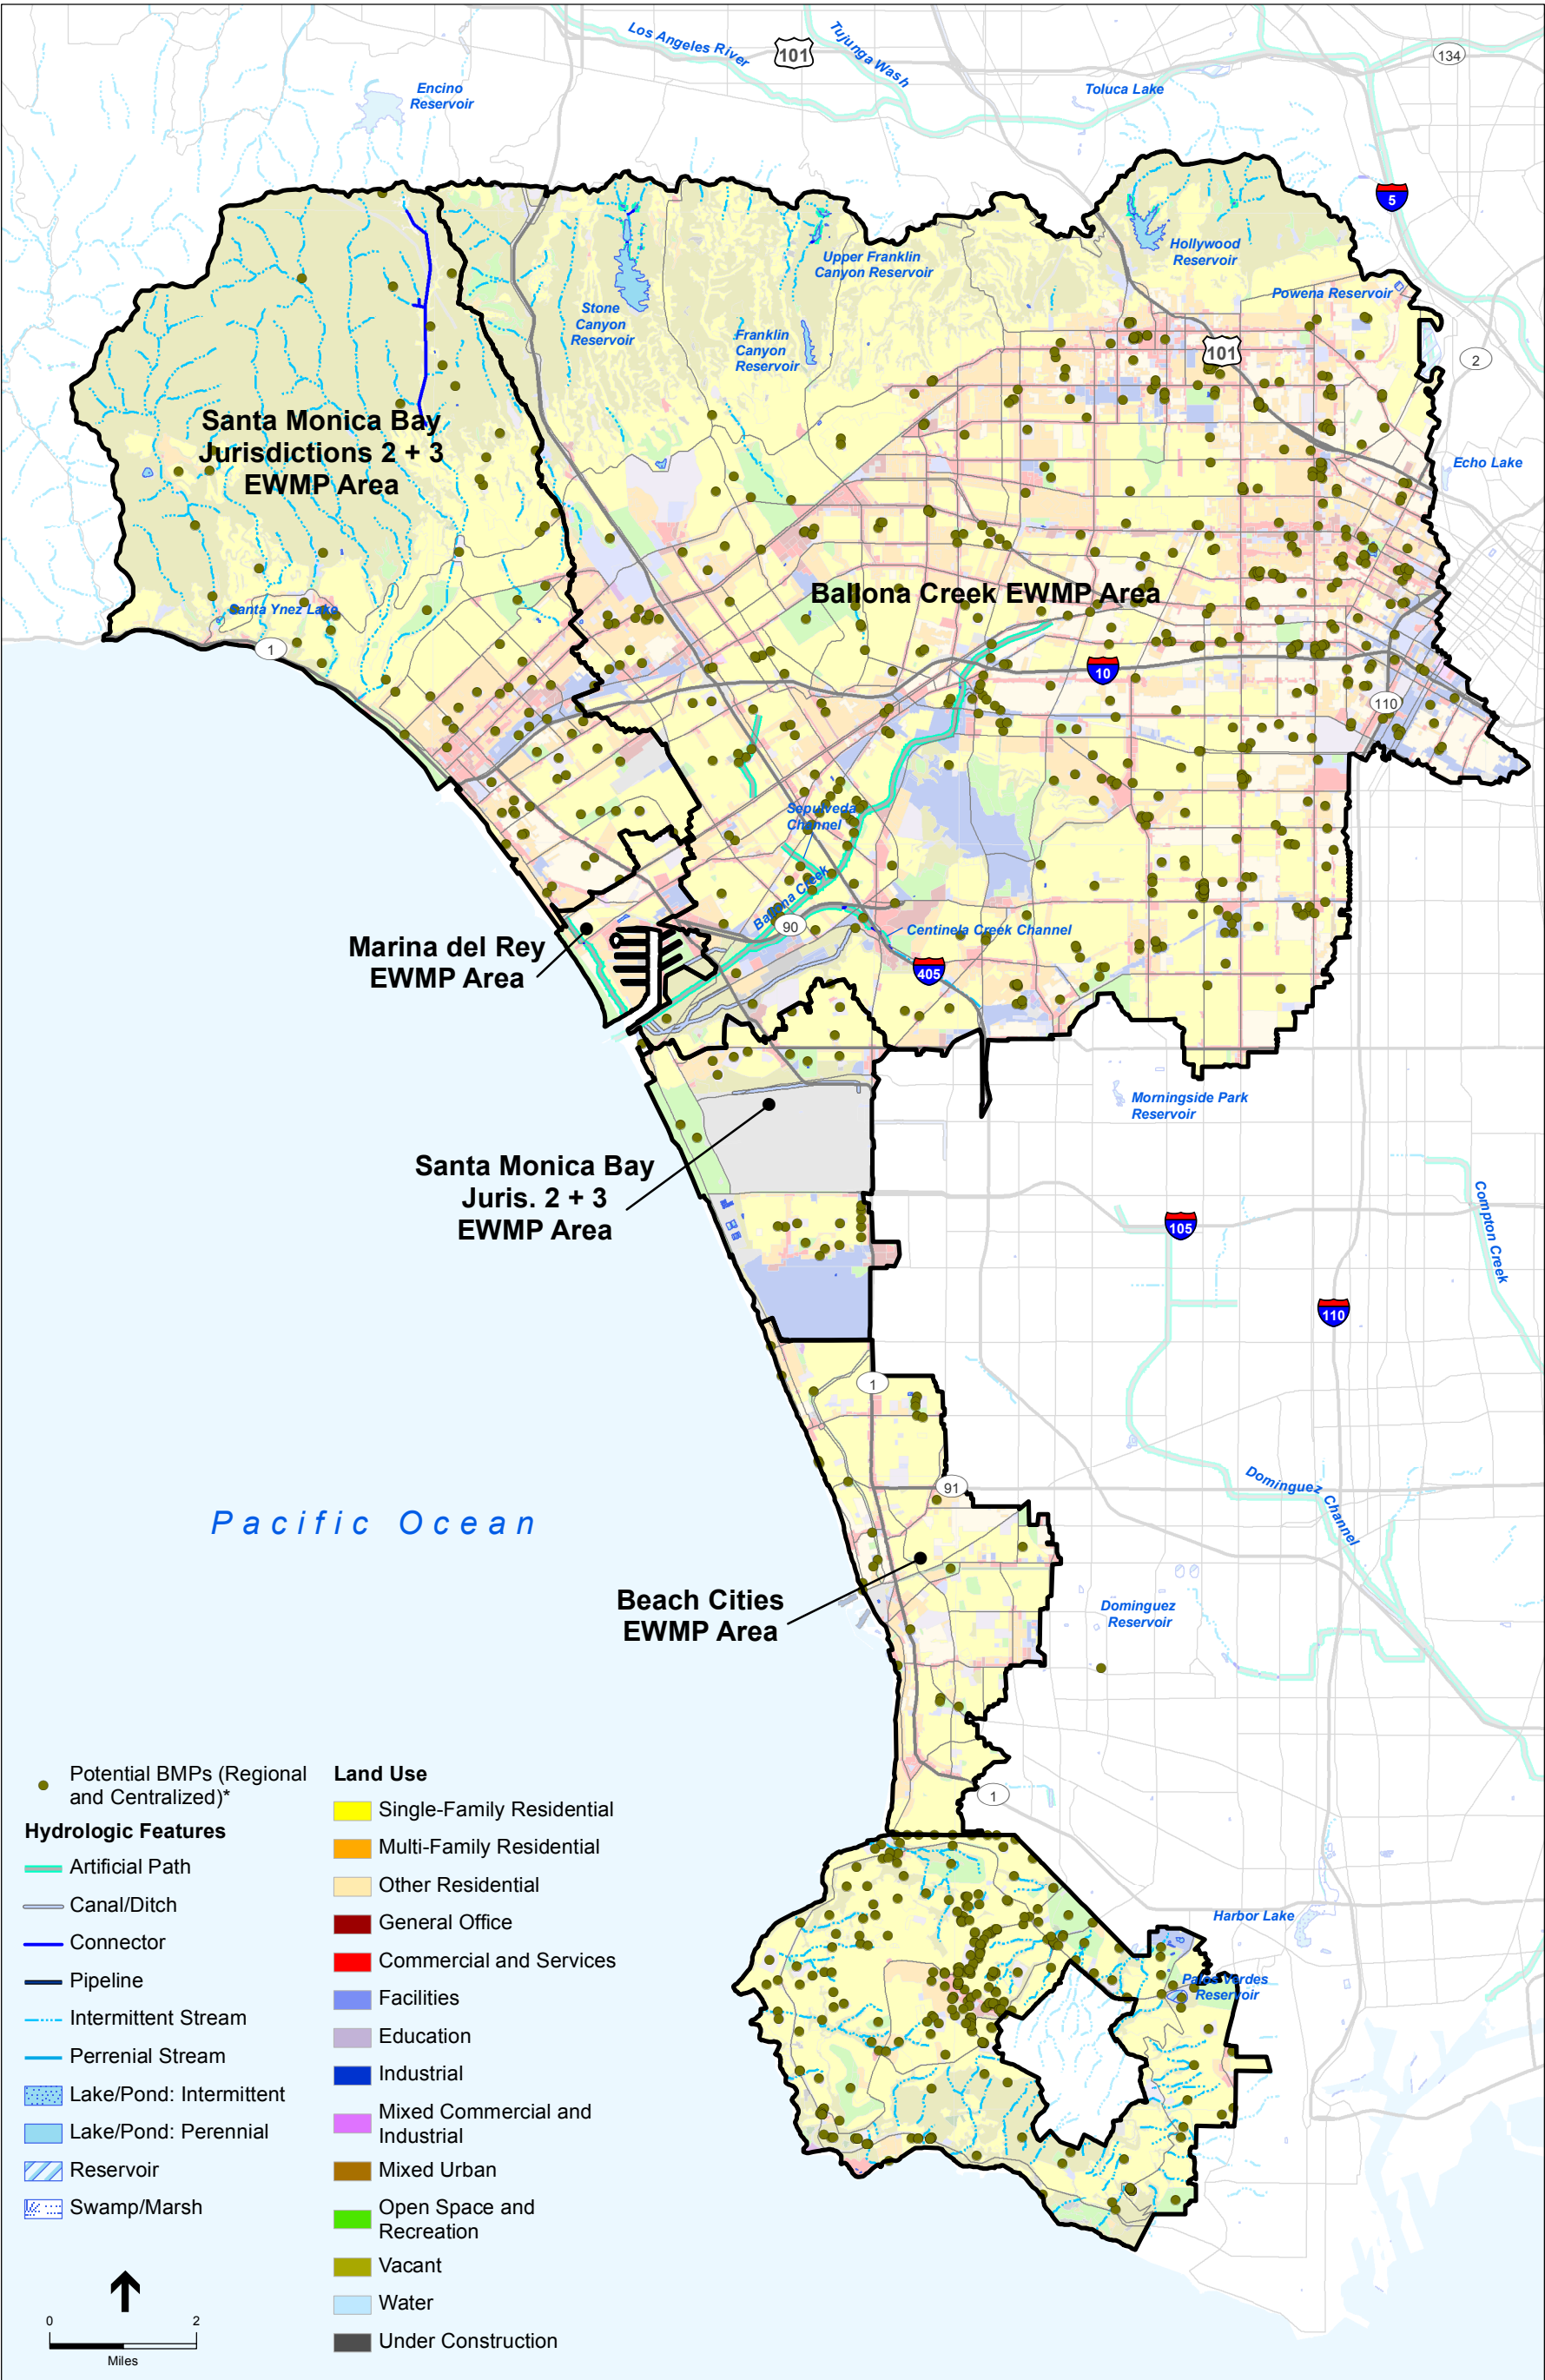 Los Angeles River
101
Tujunga Wash
134
Encino
Reservoir
Toluca Lake
5
Hollywood
Reservoir
Upper Franklin
Canyon Reservoir
Powena Reservoir
Stone
Canyon
Reservoir
Franklin
Canyon
Reservoir
101
2
Santa Monica Bay
Jurisdictions 2 + 3
EWMP Area
Echo Lake
Ballona Creek EWMP Area
Santa Ynez Lake
1
10
110
Sepulveda
Channel
Ballona Creek
90
Centinela Creek Channel
405
Marina del Rey
EWMP Area
Morningside Park
Reservoir
Santa Monica Bay
Juris. 2 + 3
EWMP Area
Compton Creek
105
110
1
91
Dominguez Channel
Pacific Ocean
Beach Cities
EWMP Area
Dominguez
Reservoir
1
Harbor Lake
Palos Verdes
Reservoir
Potential BMPs (Regional
and Centralized)*
Hydrologic Features
Artificial Path
Canal/Ditch
Connector
Pipeline
Intermittent Stream
Perrenial Stream
Lake/Pond: Intermittent
Lake/Pond: Perennial
Reservoir
Swamp/Marsh
0 2
Miles
Land Use
Single-Family Residential
Multi-Family Residential
Other Residential
General Office
Commercial and Services
Facilities
Education
Industrial
Mixed Commercial and
Industrial
Mixed Urban
Open Space and
Recreation
Vacant
Water
Under Construction